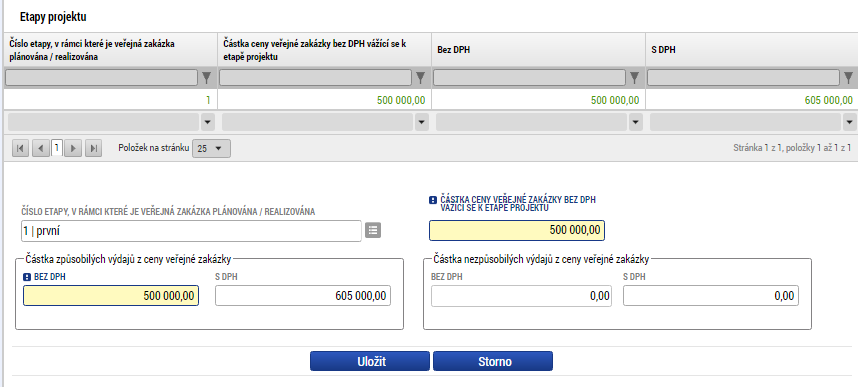 Etapy projektu
Číslo etapy, v rámci které je veřejná zakázka plánována / realizována
Částka ceny veřejné zakázky bez DPH vážící se k etapě projektu
Bez DPH
S DPH
1
500 000,00
500 000,00
605 000,00
1
Položek na stránku
25
Stránka 1 z 1, položky 1 až 1 z 1
ČÍSLO ETAPY, V RÁMCI KTERÉ JE VEŘEJNÁ ZAKÁZKA PLÁNOVÁNA / REALIZOVÁNA
1 | první
ČÁSTKA CENY VEŘEJNÉ ZAKÁZKY BEZ DPH
VÁŽÍCÍ SE K ETAPĚ PROJEKTU
500 000,00
Částka způsobilých výdajů z ceny veřejné zakázky
BEZ DPH
S DPH
500 000,00
605 000,00
Částka nezpůsobilých výdajů z ceny veřejné zakázky
BEZ DPH
S DPH
0,00
0,00
Uložit
Storno